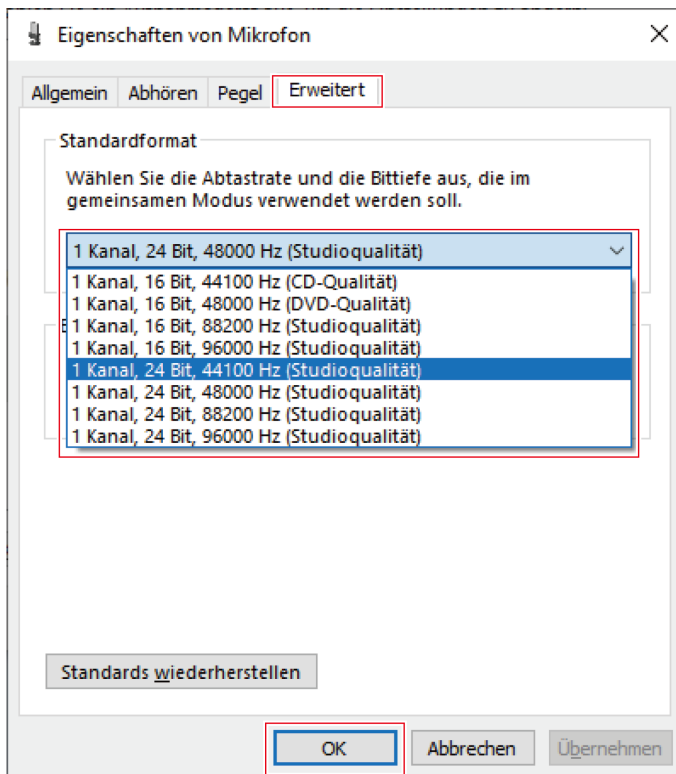 Eigenschaften von Mikrofon
Allgemein Abhören Pegel Erweitert
Standardformat
Wählen Sie die Abtastrate und die Bittiefe aus, die im
gemeinsamen Modus verwendet werden soll.
1 Kanal, 24 Bit, 48000 Hz (Studioqualität)
1 Kanal, 16 Bit, 44100 Hz (CD-Qualität)
1 Kanal, 16 Bit, 48000 Hz (DVD-Qualität)
1 Kanal, 16 Bit, 88200 Hz (Studioqualität)
1 Kanal, 16 Bit, 96000 Hz (Studioqualität)
1 Kanal, 24 Bit, 44100 Hz (Studioqualität)
1 Kanal, 24 Bit, 48000 Hz (Studioqualität)
1 Kanal, 24 Bit, 88200 Hz (Studioqualität)
1 Kanal, 24 Bit, 96000 Hz (Studioqualität)
Standards wiederherstellen
OK Abbrechen Übernehmen